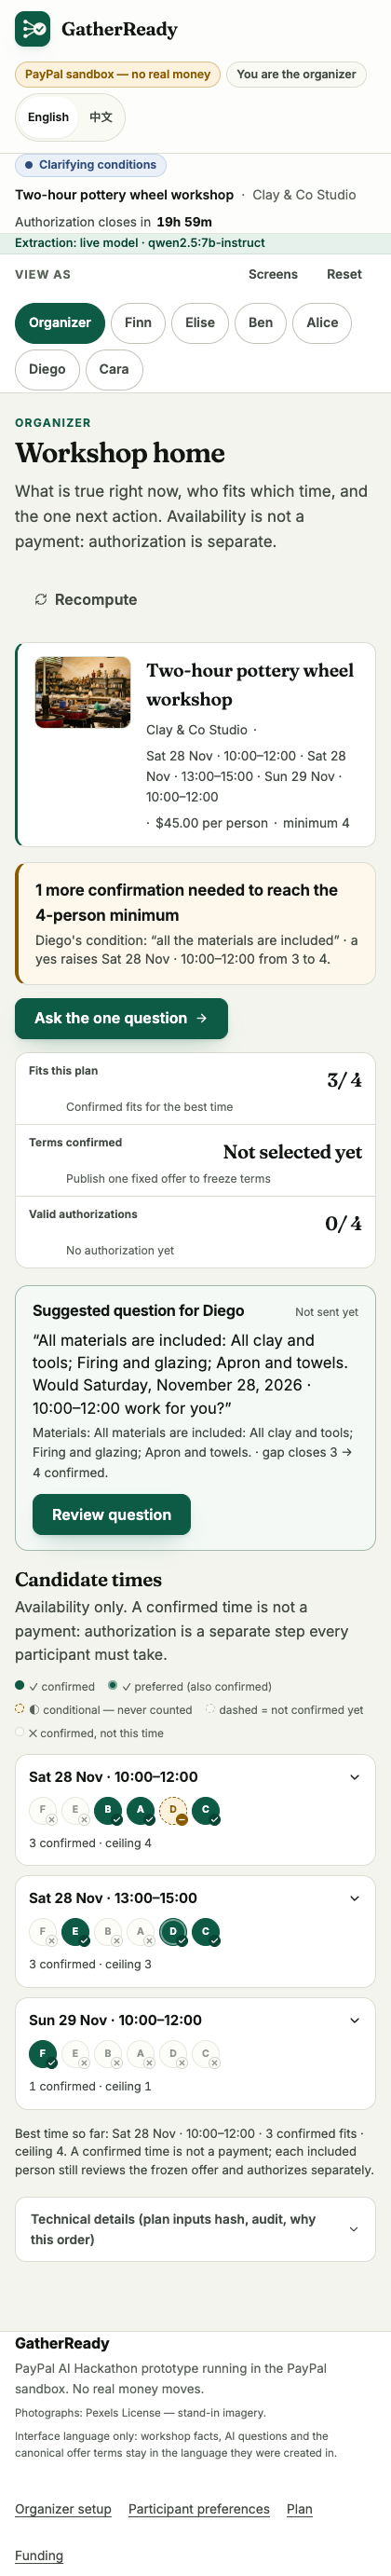 GatherReady
PayPal sandbox — no real money
You are the organizer
English 中文
Clarifying conditions
Two-hour pottery wheel workshop · Clay & Co Studio
Authorization closes in 19h 59m
Extraction: live model · qwen2.5:7b-instruct
VIEW AS Screens Reset
Organizer Finn Elise Ben Alice
Diego Cara
ORGANIZER
Workshop home
What is true right now, who fits which time, and
the one next action. Availability is not a
payment: authorization is separate.
Recompute
Two-hour pottery wheel
workshop
Clay & Co Studio ·
Sat 28 Nov · 10:00–12:00 · Sat 28
Nov · 13:00–15:00 · Sun 29 Nov ·
10:00–12:00
· $45.00 per person · minimum 4
1 more confirmation needed to reach the
4-person minimum
Diego's condition: “all the materials are included” · a
yes raises Sat 28 Nov · 10:00–12:00 from 3 to 4.
Ask the one question →
Fits this plan 3/4
Confirmed fits for the best time
Terms confirmed Not selected yet
Publish one fixed offer to freeze terms
Valid authorizations 0/4
No authorization yet
Suggested question for Diego Not sent yet
“All materials are included: All clay and
tools; Firing and glazing; Apron and towels.
Would Saturday, November 28, 2026 ·
10:00–12:00 work for you?”
Materials: All materials are included: All clay and tools;
Firing and glazing; Apron and towels. · gap closes 3 →
4 confirmed.
Review question
Candidate times
Availability only. A confirmed time is not a
payment: authorization is a separate step every
participant must take.
✓ confirmed ✓ preferred (also confirmed)
◐ conditional — never counted dashed = not confirmed yet
✕ confirmed, not this time
Sat 28 Nov · 10:00–12:00
F E B A D C
3 confirmed · ceiling 4
Sat 28 Nov · 13:00–15:00
F E B A D C
3 confirmed · ceiling 3
Sun 29 Nov · 10:00–12:00
F E B A D C
1 confirmed · ceiling 1
Best time so far: Sat 28 Nov · 10:00–12:00 · 3 confirmed fits ·
ceiling 4. A confirmed time is not a payment; each included
person still reviews the frozen offer and authorizes separately.
Technical details (plan inputs hash, audit, why
this order)
GatherReady
PayPal AI Hackathon prototype running in the PayPal
sandbox. No real money moves.
Photographs: Pexels License — stand-in imagery.
Interface language only: workshop facts, AI questions and the
canonical offer terms stay in the language they were created in.
Organizer setup Participant preferences Plan
Funding